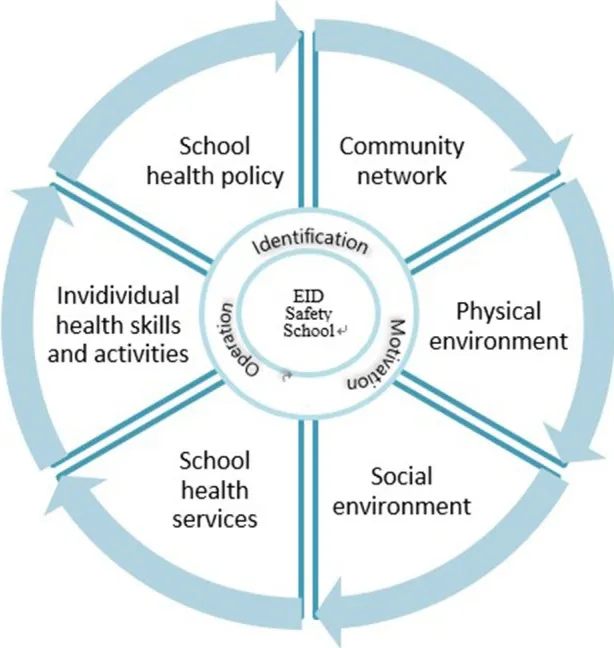 School
health policy
Community
network
Invidividual
health skills
and activities
Identification
Operation
Motivation
EID
Safety
School↵
Physical
environment
School
health
services
Social
environment